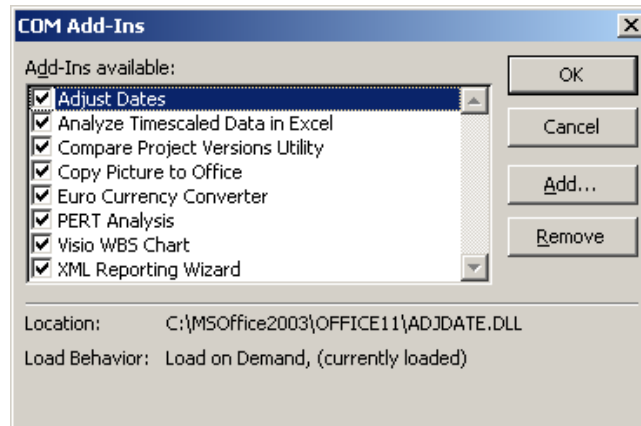 COM Add-Ins
Add-Ins available:
Adjust Dates
Analyze Timescaled Data in Excel
Compare Project Versions Utility
Copy Picture to Office
Euro Currency Converter
PERT Analysis
Visio WBS Chart
XML Reporting Wizard
OK
Cancel
Add...
Remove
Location: C:\MSOffice2003\OFFICE11\ADJDATE.DLL
Load Behavior: Load on Demand, (currently loaded)